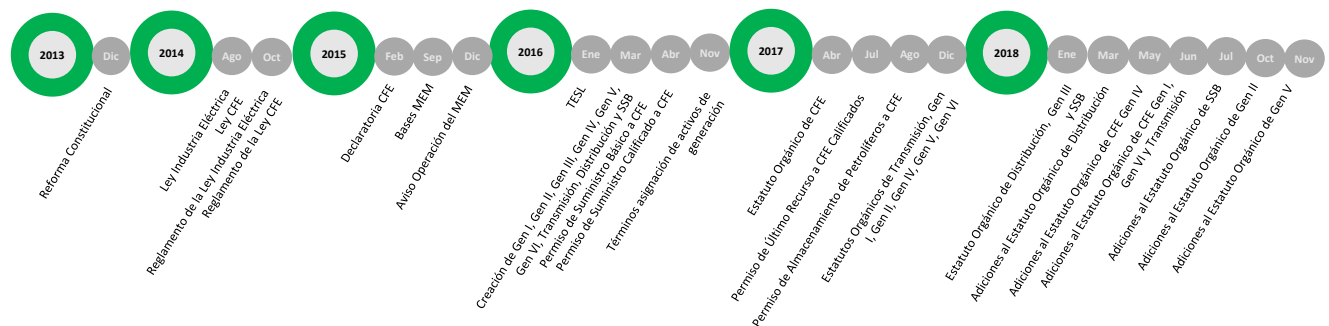 2013
Dic
2014
Ago
Oct
2015
Feb
Sep
Dic
2016
Ene
Mar
Abr
Nov
2017
Abr
Jul
Ago
Dic
2018
Ene
Mar
May
Jun
Jul
Oct
Nov
Reforma Constitucional
Ley Industria Eléctrica
Ley CFE
Reglamento de la Ley Industria Eléctrica
Reglamento de la Ley CFE
Declaratoria CFE
Bases MEM
Aviso Operación del MEM
TESL
Creación de Gen I, Gen II, Gen III, Gen IV, Gen V,
Gen VI, Transmisión, Distribución y SSB
Permiso de Suministro Básico a CFE
Permiso de Suministro Calificado a CFE
Términos asignación de activos de
generación
Estatuto Orgánico de CFE
Permiso de Último Recurso a CFE Calificados
Permiso de Almacenamiento de Petrolíferos a CFE
Estatutos Orgánicos de Transmisión, Gen
I, Gen II, Gen IV, Gen V, Gen VI
Estatuto Orgánico de Distribución, Gen III
y SSB
Adiciones al Estatuto Orgánico de Distribución
Adiciones al Estatuto Orgánico de CFE Gen IV
Adiciones al Estatuto Orgánico de CFE Gen I,
Gen VI y Transmisión
Adiciones al Estatuto Orgánico de SSB
Adiciones al Estatuto Orgánico de Gen II
Adiciones al Estatuto Orgánico de Gen V